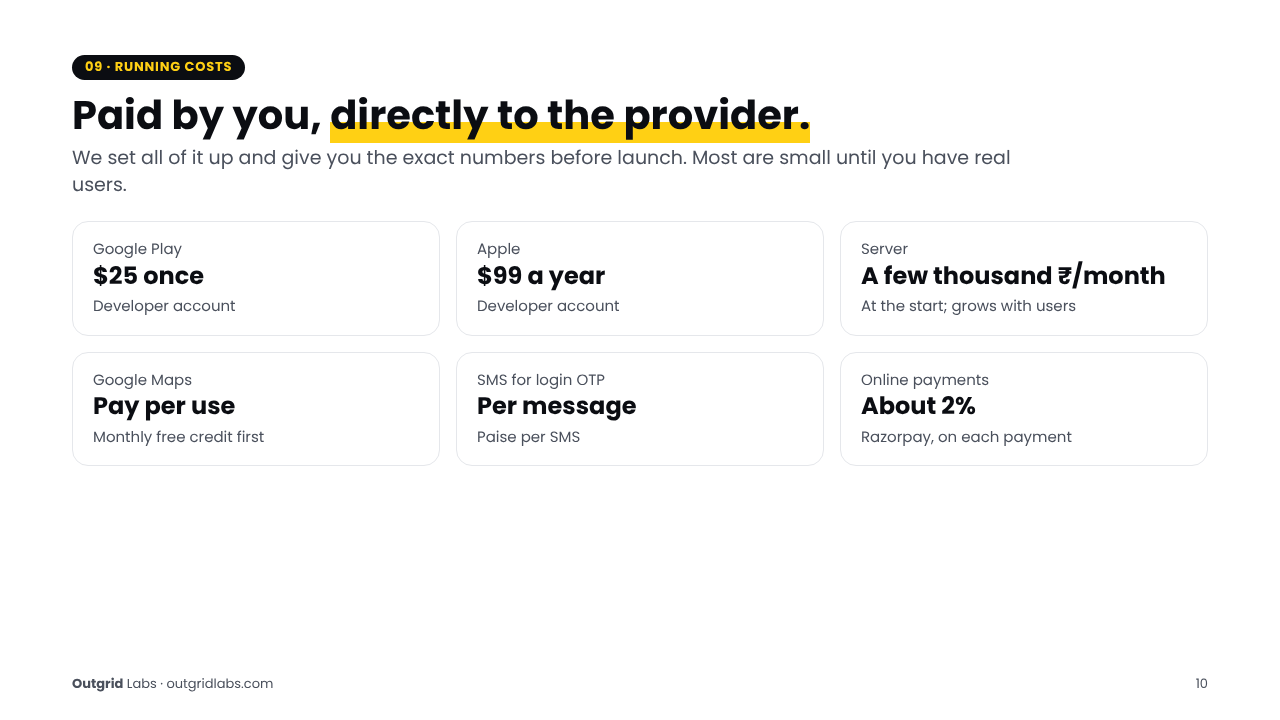 09 · RUNNING COSTS
Paid by you, directly to the provider.
We set all of it up and give you the exact numbers before launch. Most are small until you have real
users.
Google Play
$25 once
Developer account
Apple
$99 a year
Developer account
Server
A few thousand ₹/month
At the start; grows with users
Google Maps
Pay per use
Monthly free credit first
SMS for login OTP
Per message
Paise per SMS
Online payments
About 2%
Razorpay, on each payment
Outgrid Labs · outgridlabs.com
10